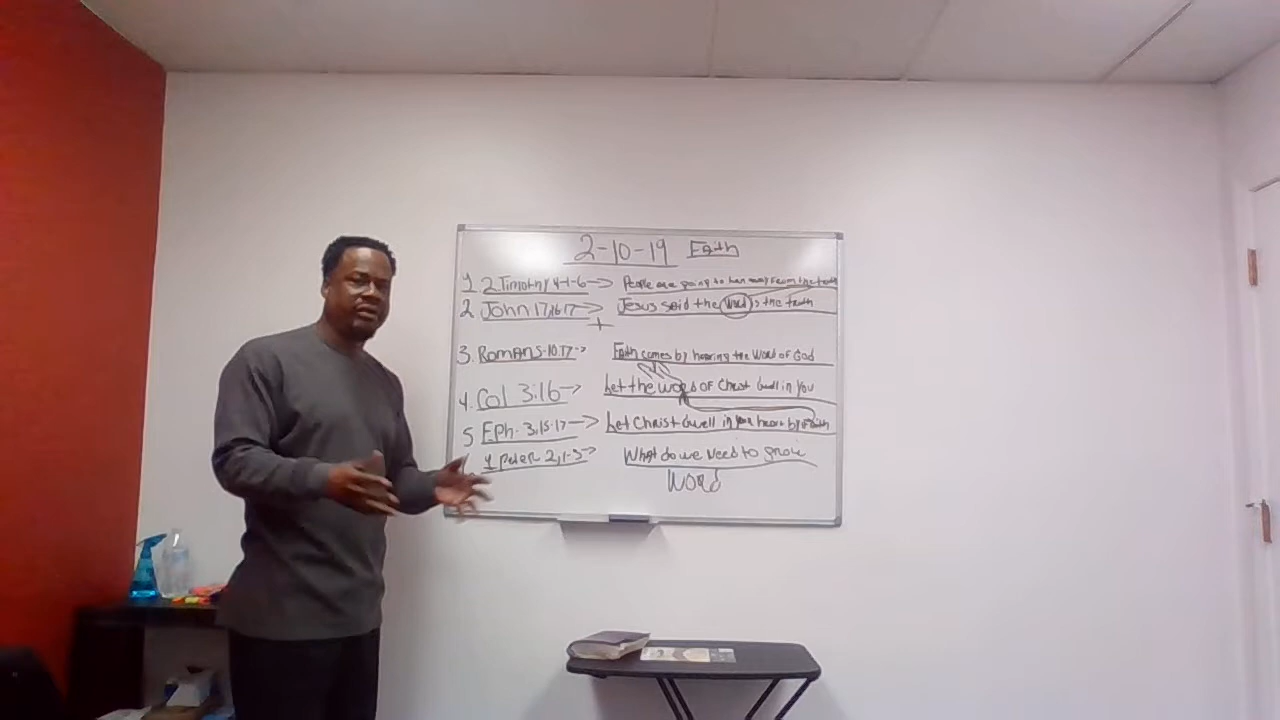 2-10-19 Faith
1 2 Timothy 4-1-6 → People are going to turn away from the truth
2. John 17,16,17 → Jesus said the Word is the truth
+
3. Romans-10:17 → Faith comes by hearing the Word of God
4. Col 3:16 → Let the word of Christ dwell in you
5 Eph. 3,15-17 → Let Christ dwell in your heart by faith
1 Peter 2,1-3 → What do we need to grow
Word